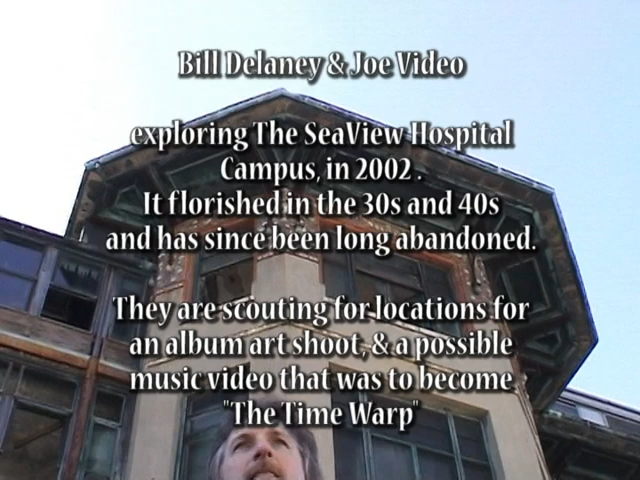 Bill Delaney & Joe Video
exploring The SeaView Hospital
Campus, in 2002 .
It florished in the 30s and 40s
and has since been long abandoned.
They are scouting for locations for
an album art shoot, & a possible
music video that was to become
"The Time Warp"